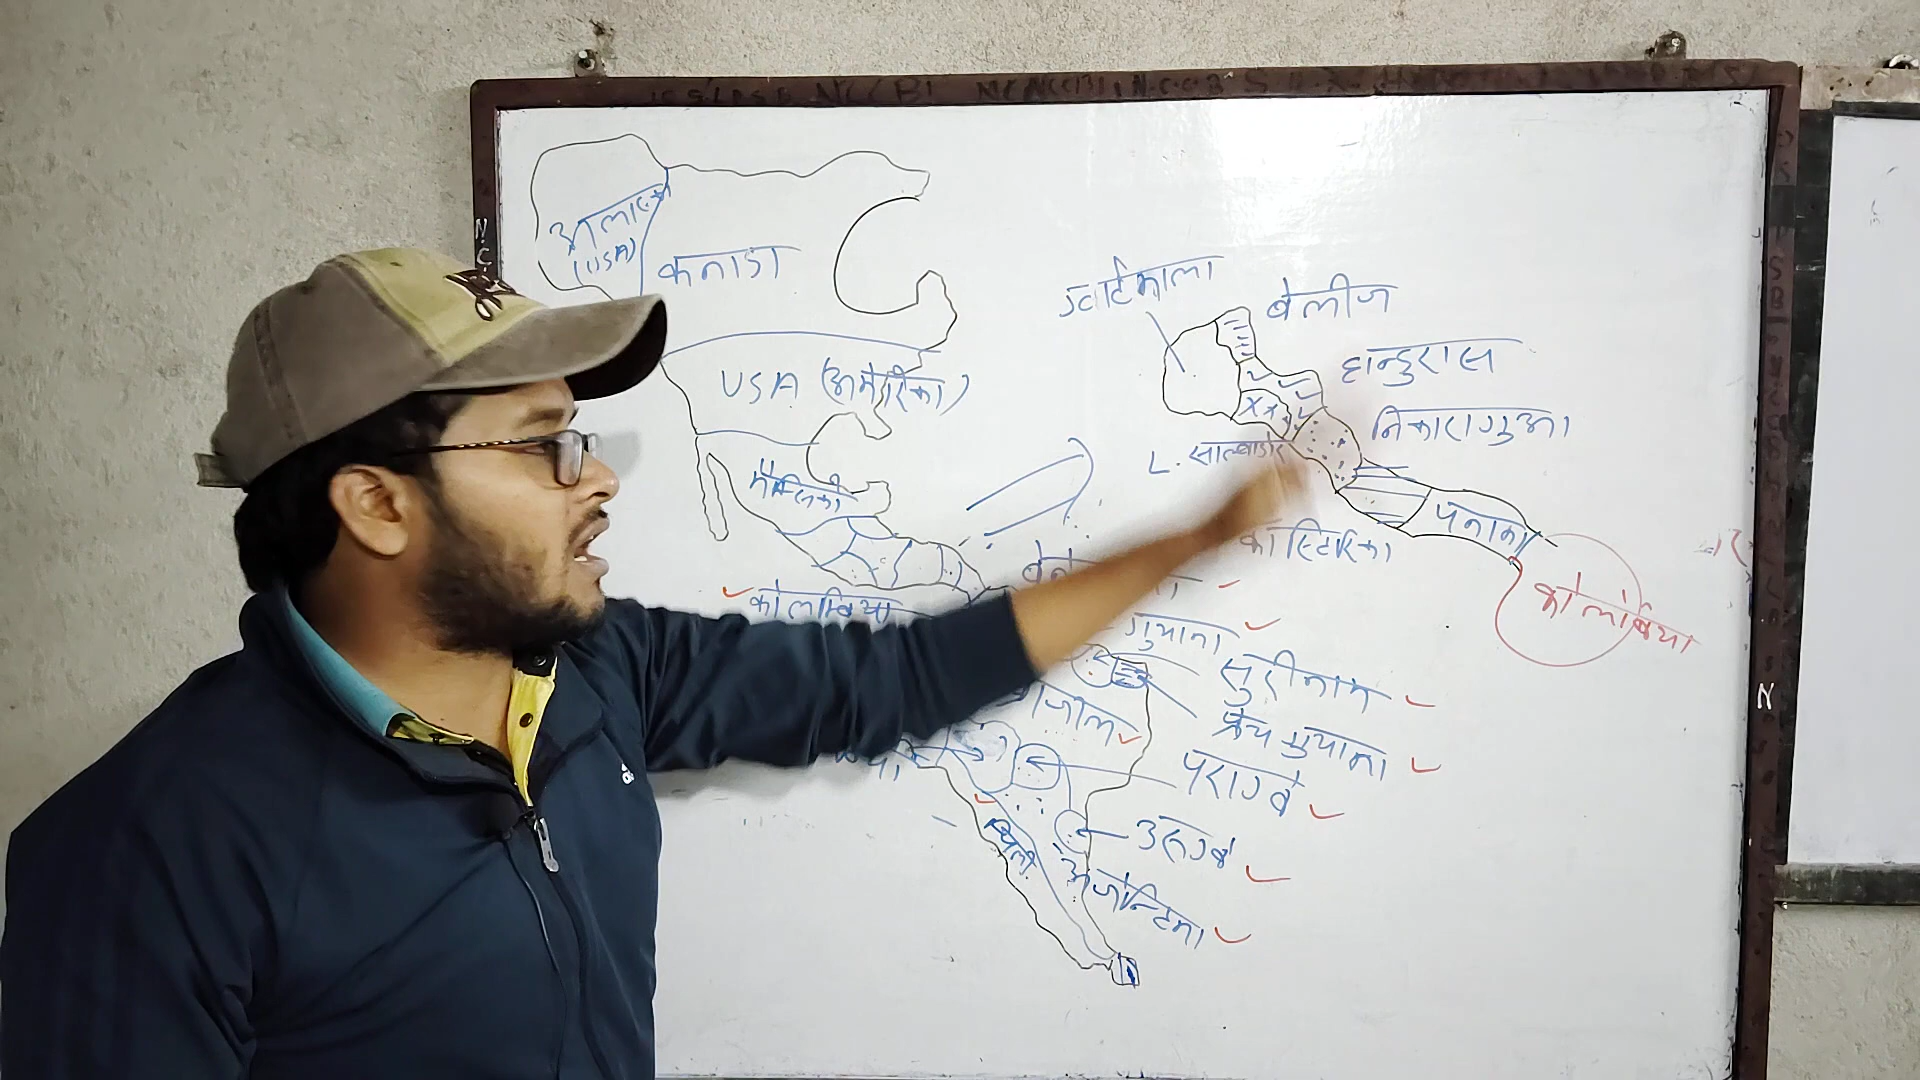 अलास्का
(USA)
कनाडा
USA (अमेरिका)
मैक्सिको
ग्वाटेमाला
बेलीज
हान्डुरास
निकारागुआ
L. साल्वाडोर
कोस्टिरिका
पनामा
कोलंबिया
कोलम्बिया
गुयाना
सुरीनाम
फ्रेंच गुयाना
पराग्वे
उरुग्वे
अर्जेन्टिना
चिली